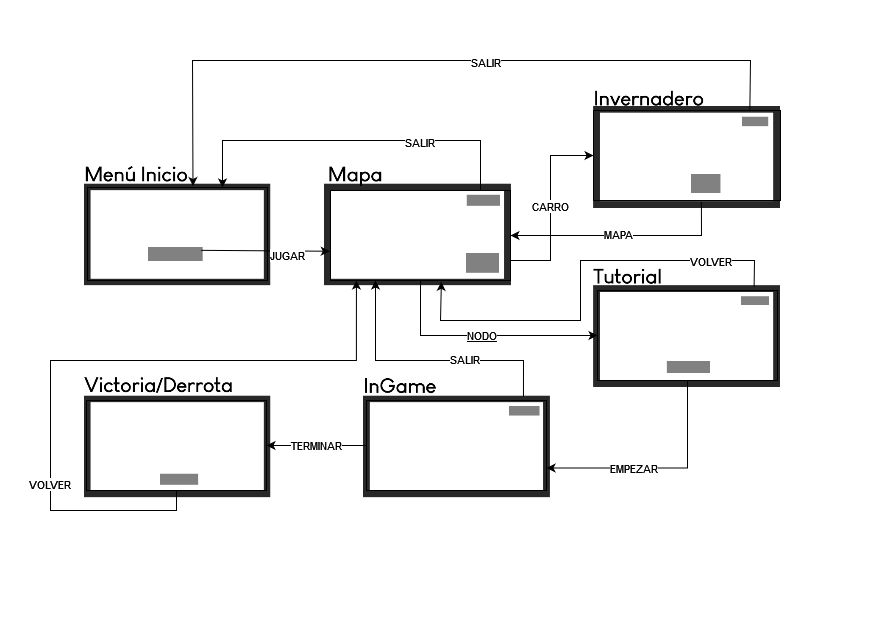 SALIR
Invernadero
SALIR
Menú Inicio
Mapa
CARRO
MAPA
JUGAR
VOLVER
Tutorial
NODO
SALIR
Victoria/Derrota
InGame
TERMINAR
EMPEZAR
VOLVER